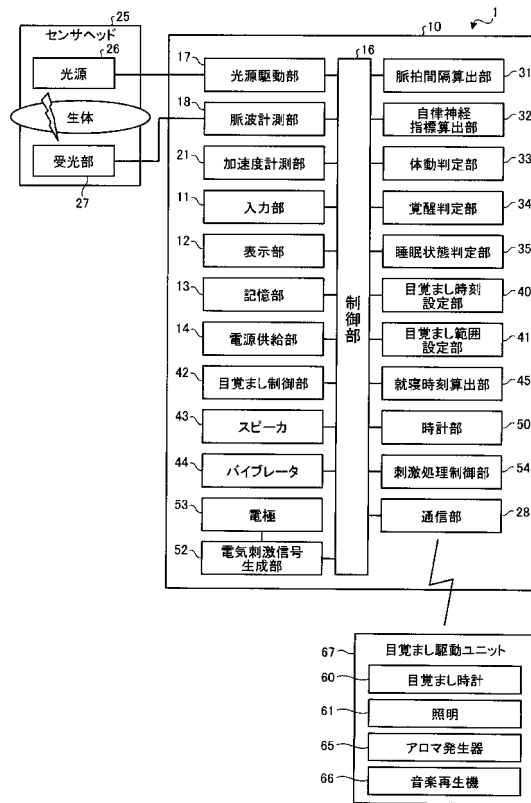 1
10
25
センサヘッド
26
光源
生体
受光部
27
17
光源駆動部
18
脈波計測部
21
加速度計測部
11
入力部
12
表示部
13
記憶部
14
電源供給部
42
目覚まし制御部
43
スピーカ
44
バイブレータ
53
電極
52
電気刺激信号
生成部
16
制御部
脈拍間隔算出部
31
自律神経
指標算出部
32
体動判定部
33
覚醒判定部
34
睡眠状態判定部
35
目覚まし時刻
設定部
40
目覚まし範囲
設定部
41
就寝時刻算出部
45
時計部
50
刺激処理制御部
54
通信部
28
67
目覚まし駆動ユニット
60
目覚まし時計
61
照明
65
アロマ発生器
66
音楽再生機